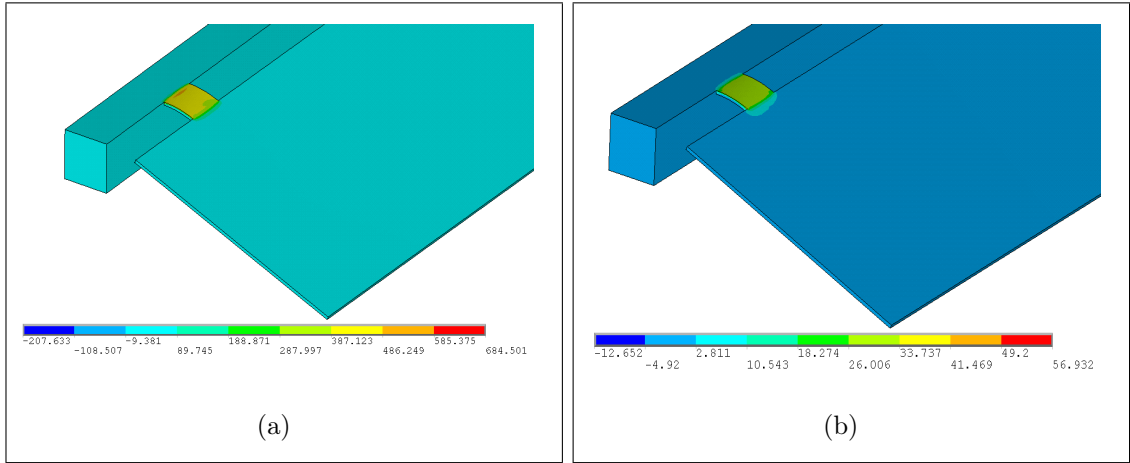 -207.633 -9.381 188.871 387.123 585.375
-108.507 89.745 287.997 486.249 684.501
(a)
-12.652 2.811 18.274 33.737 49.2
-4.92 10.543 26.006 41.469 56.932
(b)